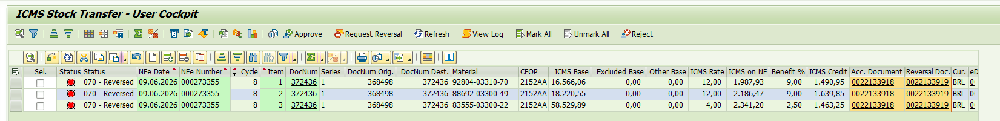 ICMS Stock Transfer - User Cockpit
Approve Request Reversal Refresh View Log Mark All Unmark All Reject
Sel. Status Status NFe Date NFe Number Cycle Item DocNum Series DocNum Orig. DocNum Dest. Material CFOP ICMS Base Excluded Base Other Base ICMS Rate ICMS on NF Benefit % ICMS Credit Acc. Document Reversal Doc. Cur. eD
070 - Reversed 09.06.2026 000273355 8 1 372436 1 368498 372436 92804-03310-70 2152AA 16.566,06 0,00 0,00 12,00 1.987,93 9,00 1.490,95 0022133918 0022133919 BRL
070 - Reversed 09.06.2026 000273355 8 2 372436 1 368498 372436 88692-03300-49 2152AA 18.220,55 0,00 0,00 12,00 2.186,47 9,00 1.639,85 0022133918 0022133919 BRL
070 - Reversed 09.06.2026 000273355 8 3 372436 1 368498 372436 83555-03300-22 2152AA 58.529,89 0,00 0,00 4,00 2.341,20 2,50 1.463,25 0022133918 0022133919 BRL